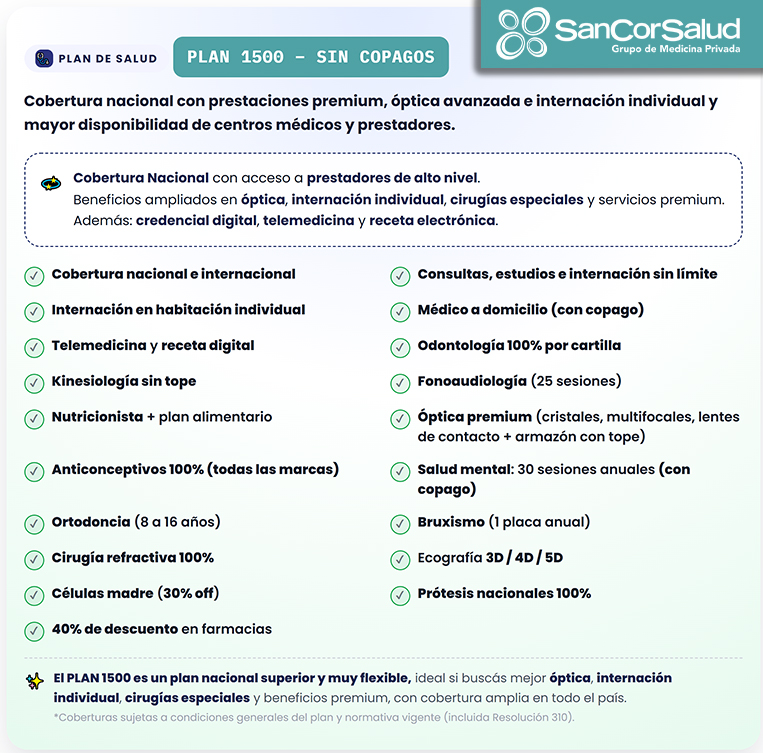 SanCorSalud
Grupo de Medicina Privada
PLAN DE SALUD
PLAN 1500 – SIN COPAGOS
Cobertura nacional con prestaciones premium, óptica avanzada e internación individual y
mayor disponibilidad de centros médicos y prestadores.
Cobertura Nacional con acceso a prestadores de alto nivel.
Beneficios ampliados en óptica, internación individual, cirugías especiales y servicios premium.
Además: credencial digital, telemedicina y receta electrónica.
Cobertura nacional e internacional
Consultas, estudios e internación sin límite
Internación en habitación individual
Médico a domicilio (con copago)
Telemedicina y receta digital
Odontología 100% por cartilla
Kinesiología sin tope
Fonoaudiología (25 sesiones)
Nutricionista + plan alimentario
Óptica premium (cristales, multifocales, lentes
de contacto + armazón con tope)
Anticonceptivos 100% (todas las marcas)
Salud mental: 30 sesiones anuales (con
copago)
Ortodoncia (8 a 16 años)
Bruxismo (1 placa anual)
Cirugía refractiva 100%
Ecografía 3D / 4D / 5D
Células madre (30% off)
Prótesis nacionales 100%
40% de descuento en farmacias
El PLAN 1500 es un plan nacional superior y muy flexible, ideal si buscás mejor óptica, internación
individual, cirugías especiales y beneficios premium, con cobertura amplia en todo el país.
*Coberturas sujetas a condiciones generales del plan y normativa vigente (incluida Resolución 310).